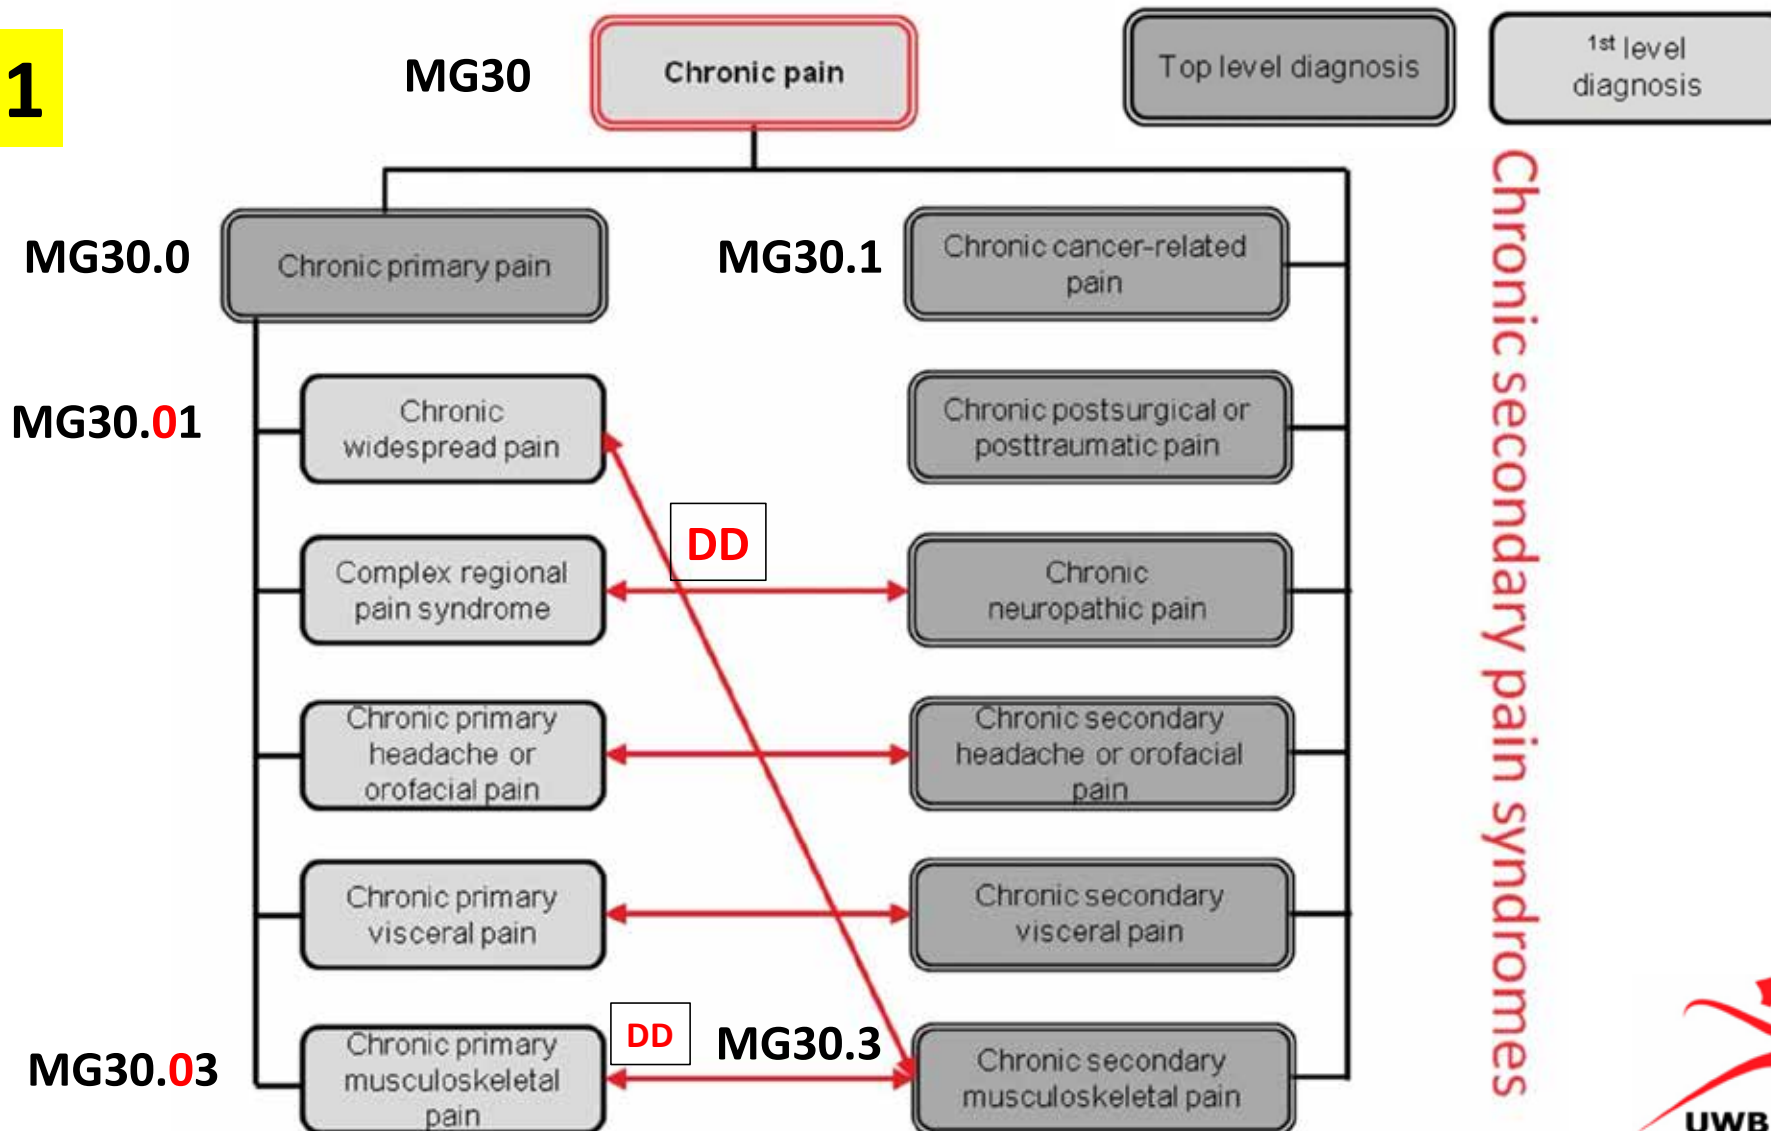 1
MG30
Chronic pain
Top level diagnosis
1st level
diagnosis
MG30.0
Chronic primary pain
MG30.1
Chronic cancer-related
pain
MG30.01
Chronic
widespread pain
Chronic postsurgical or
posttraumatic pain
DD
Complex regional
pain syndrome
Chronic
neuropathic pain
Chronic primary
headache or
orofacial pain
Chronic secondary
headache or orofacial
pain
Chronic primary
visceral pain
Chronic secondary
visceral pain
MG30.03
Chronic primary
musculoskeletal
pain
DD
MG30.3
Chronic secondary
musculoskeletal pain
Chronic secondary pain syndromes
UWB